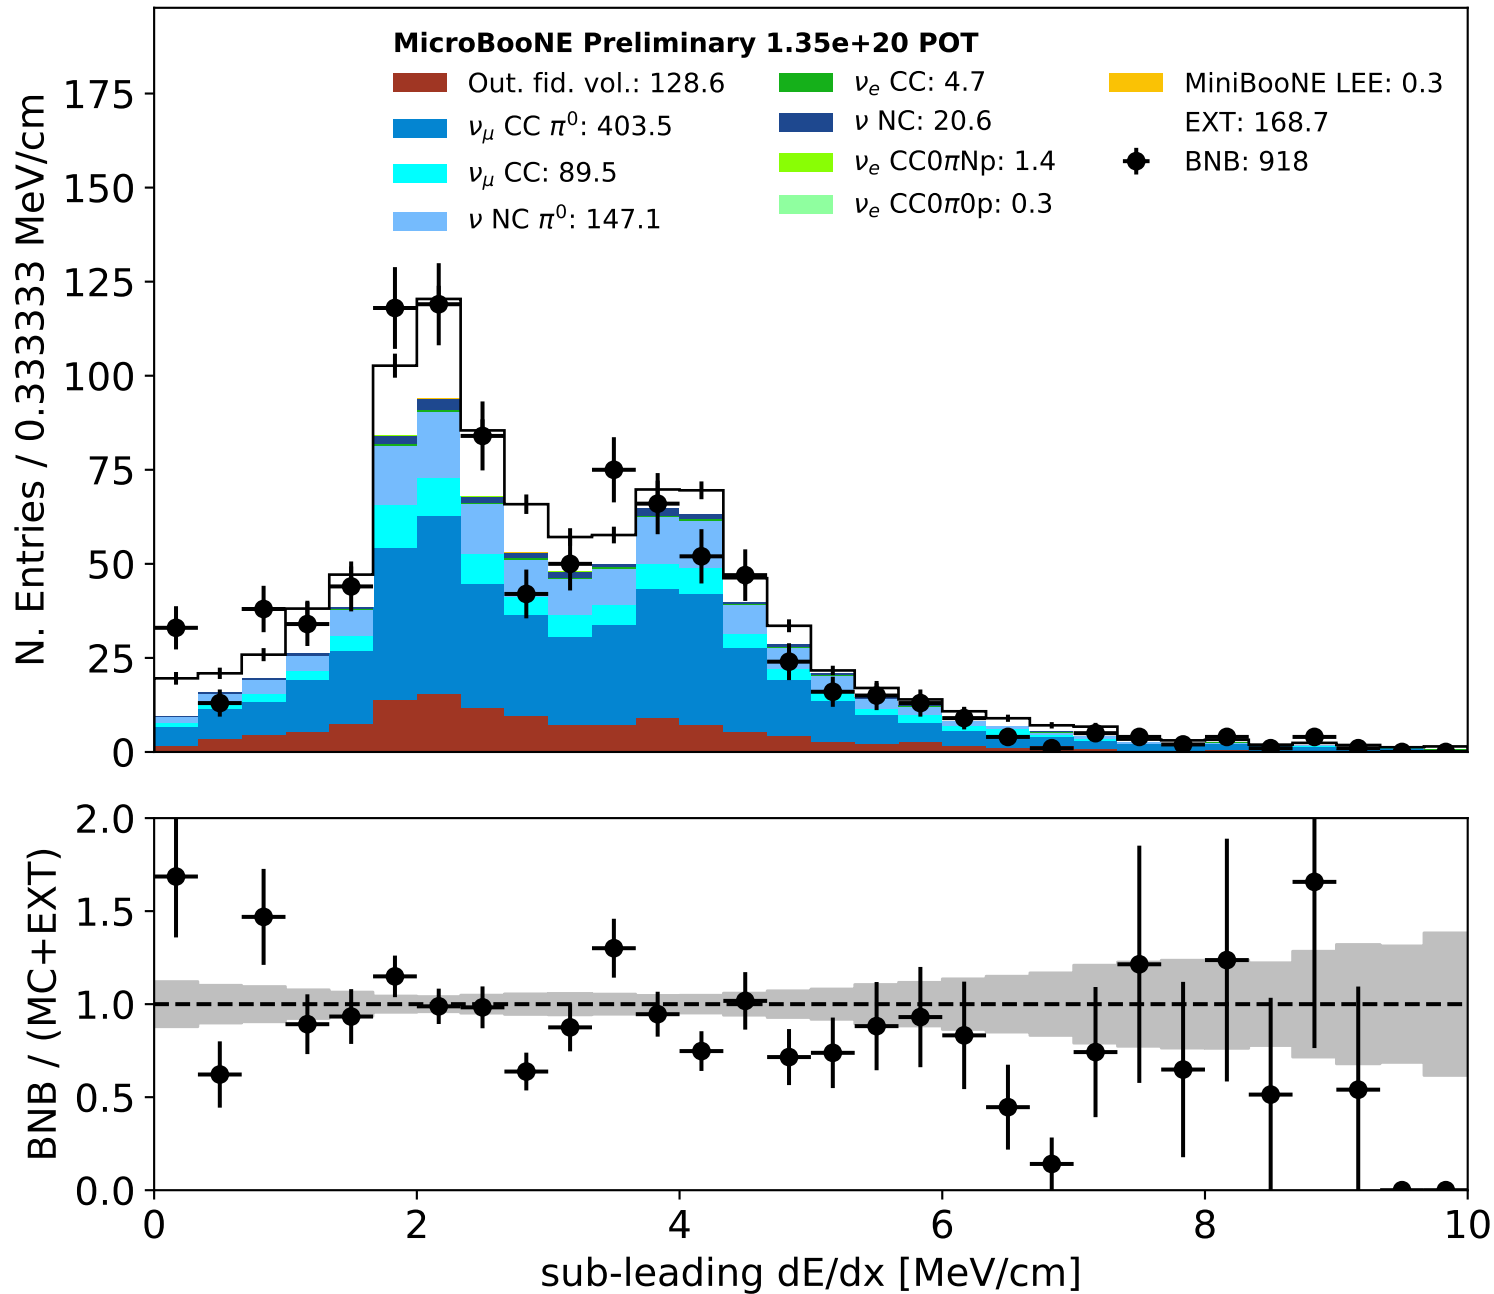 MicroBooNE Preliminary 1.35e+20 POT
Out. fid. vol.: 128.6
ν_μ CC π⁰: 403.5
ν_μ CC: 89.5
ν NC π⁰: 147.1
ν_e CC: 4.7
ν NC: 20.6
ν_e CC0πNp: 1.4
ν_e CC0π0p: 0.3
MiniBooNE LEE: 0.3
EXT: 168.7
BNB: 918
N. Entries / 0.333333 MeV/cm
175
150
125
100
75
50
25
0
BNB / (MC+EXT)
2.0
1.5
1.0
0.5
0.0
0 2 4 6 8 10
sub-leading dE/dx [MeV/cm]